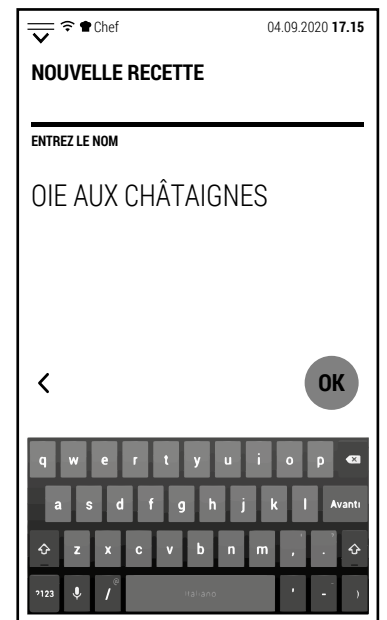 Chef 04.09.2020 17.15
NOUVELLE RECETTE
ENTREZ LE NOM
OIE AUX CHÂTAIGNES
OK
q w e r t y u i o p
a s d f g h j k l Avanti
z x c v b n m , ! . ?
?123 / @ italiano ' - )